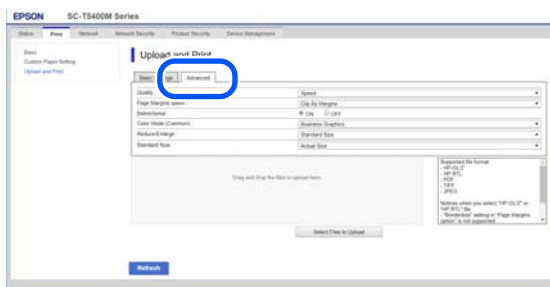 EPSON SC-T5400M Series
Status Print Network Network Security Product Security Device Management
Basic
Custom Paper Setting
Upload and Print
Upload and Print
Basic Advanced
Quality : Speed
Page Margins option : Clip By Margins
Bidirectional : ON OFF
Color Mode (Common) : Business Graphics
Reduce/Enlarge : Standard Size
Standard Size : Actual Size
Drag and drop the files to upload here.
Supported file format
- HP-GL/2
- HP RTL
- PDF
- TIFF
- JPEG
Notices when you select "HP-GL/2" or
"HP RTL" file
- "Borderless" setting in "Page Margins
option" is not supported.
Select Files to Upload
Refresh